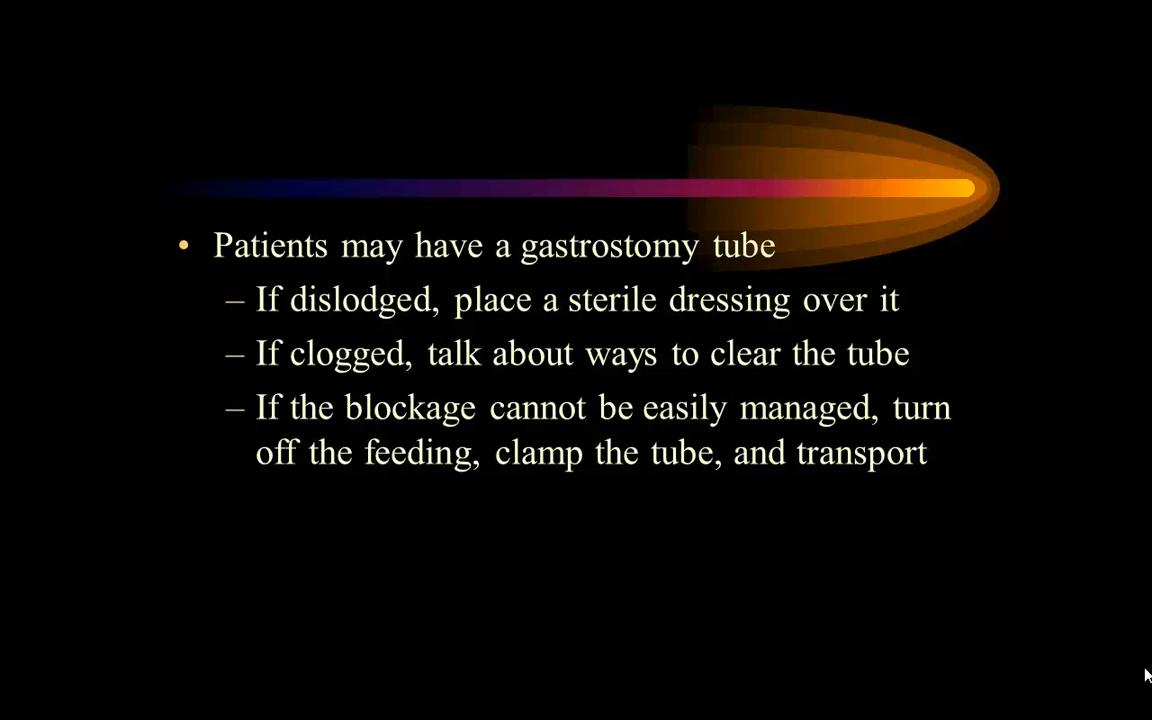 • Patients may have a gastrostomy tube
– If dislodged, place a sterile dressing over it
– If clogged, talk about ways to clear the tube
– If the blockage cannot be easily managed, turn
off the feeding, clamp the tube, and transport